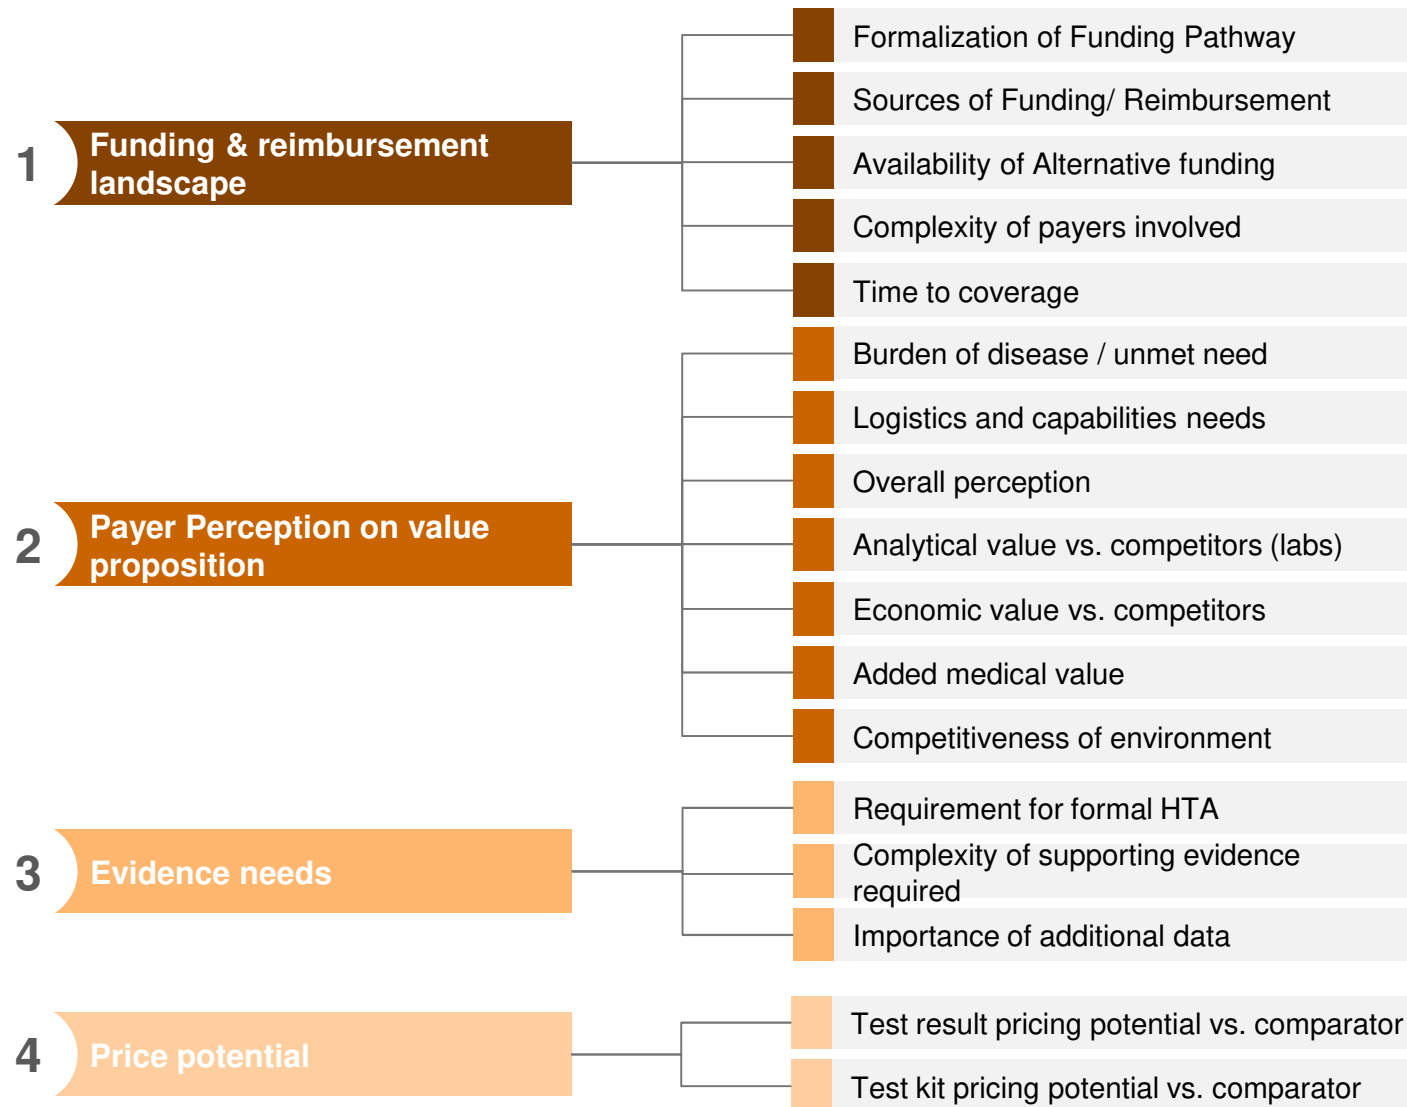 1
Funding & reimbursement
landscape
Formalization of Funding Pathway
Sources of Funding/ Reimbursement
Availability of Alternative funding
Complexity of payers involved
Time to coverage
2
Payer Perception on value
proposition
Burden of disease / unmet need
Logistics and capabilities needs
Overall perception
Analytical value vs. competitors (labs)
Economic value vs. competitors
Added medical value
Competitiveness of environment
3
Evidence needs
Requirement for formal HTA
Complexity of supporting evidence
required
Importance of additional data
4
Price potential
Test result pricing potential vs. comparator
Test kit pricing potential vs. comparator